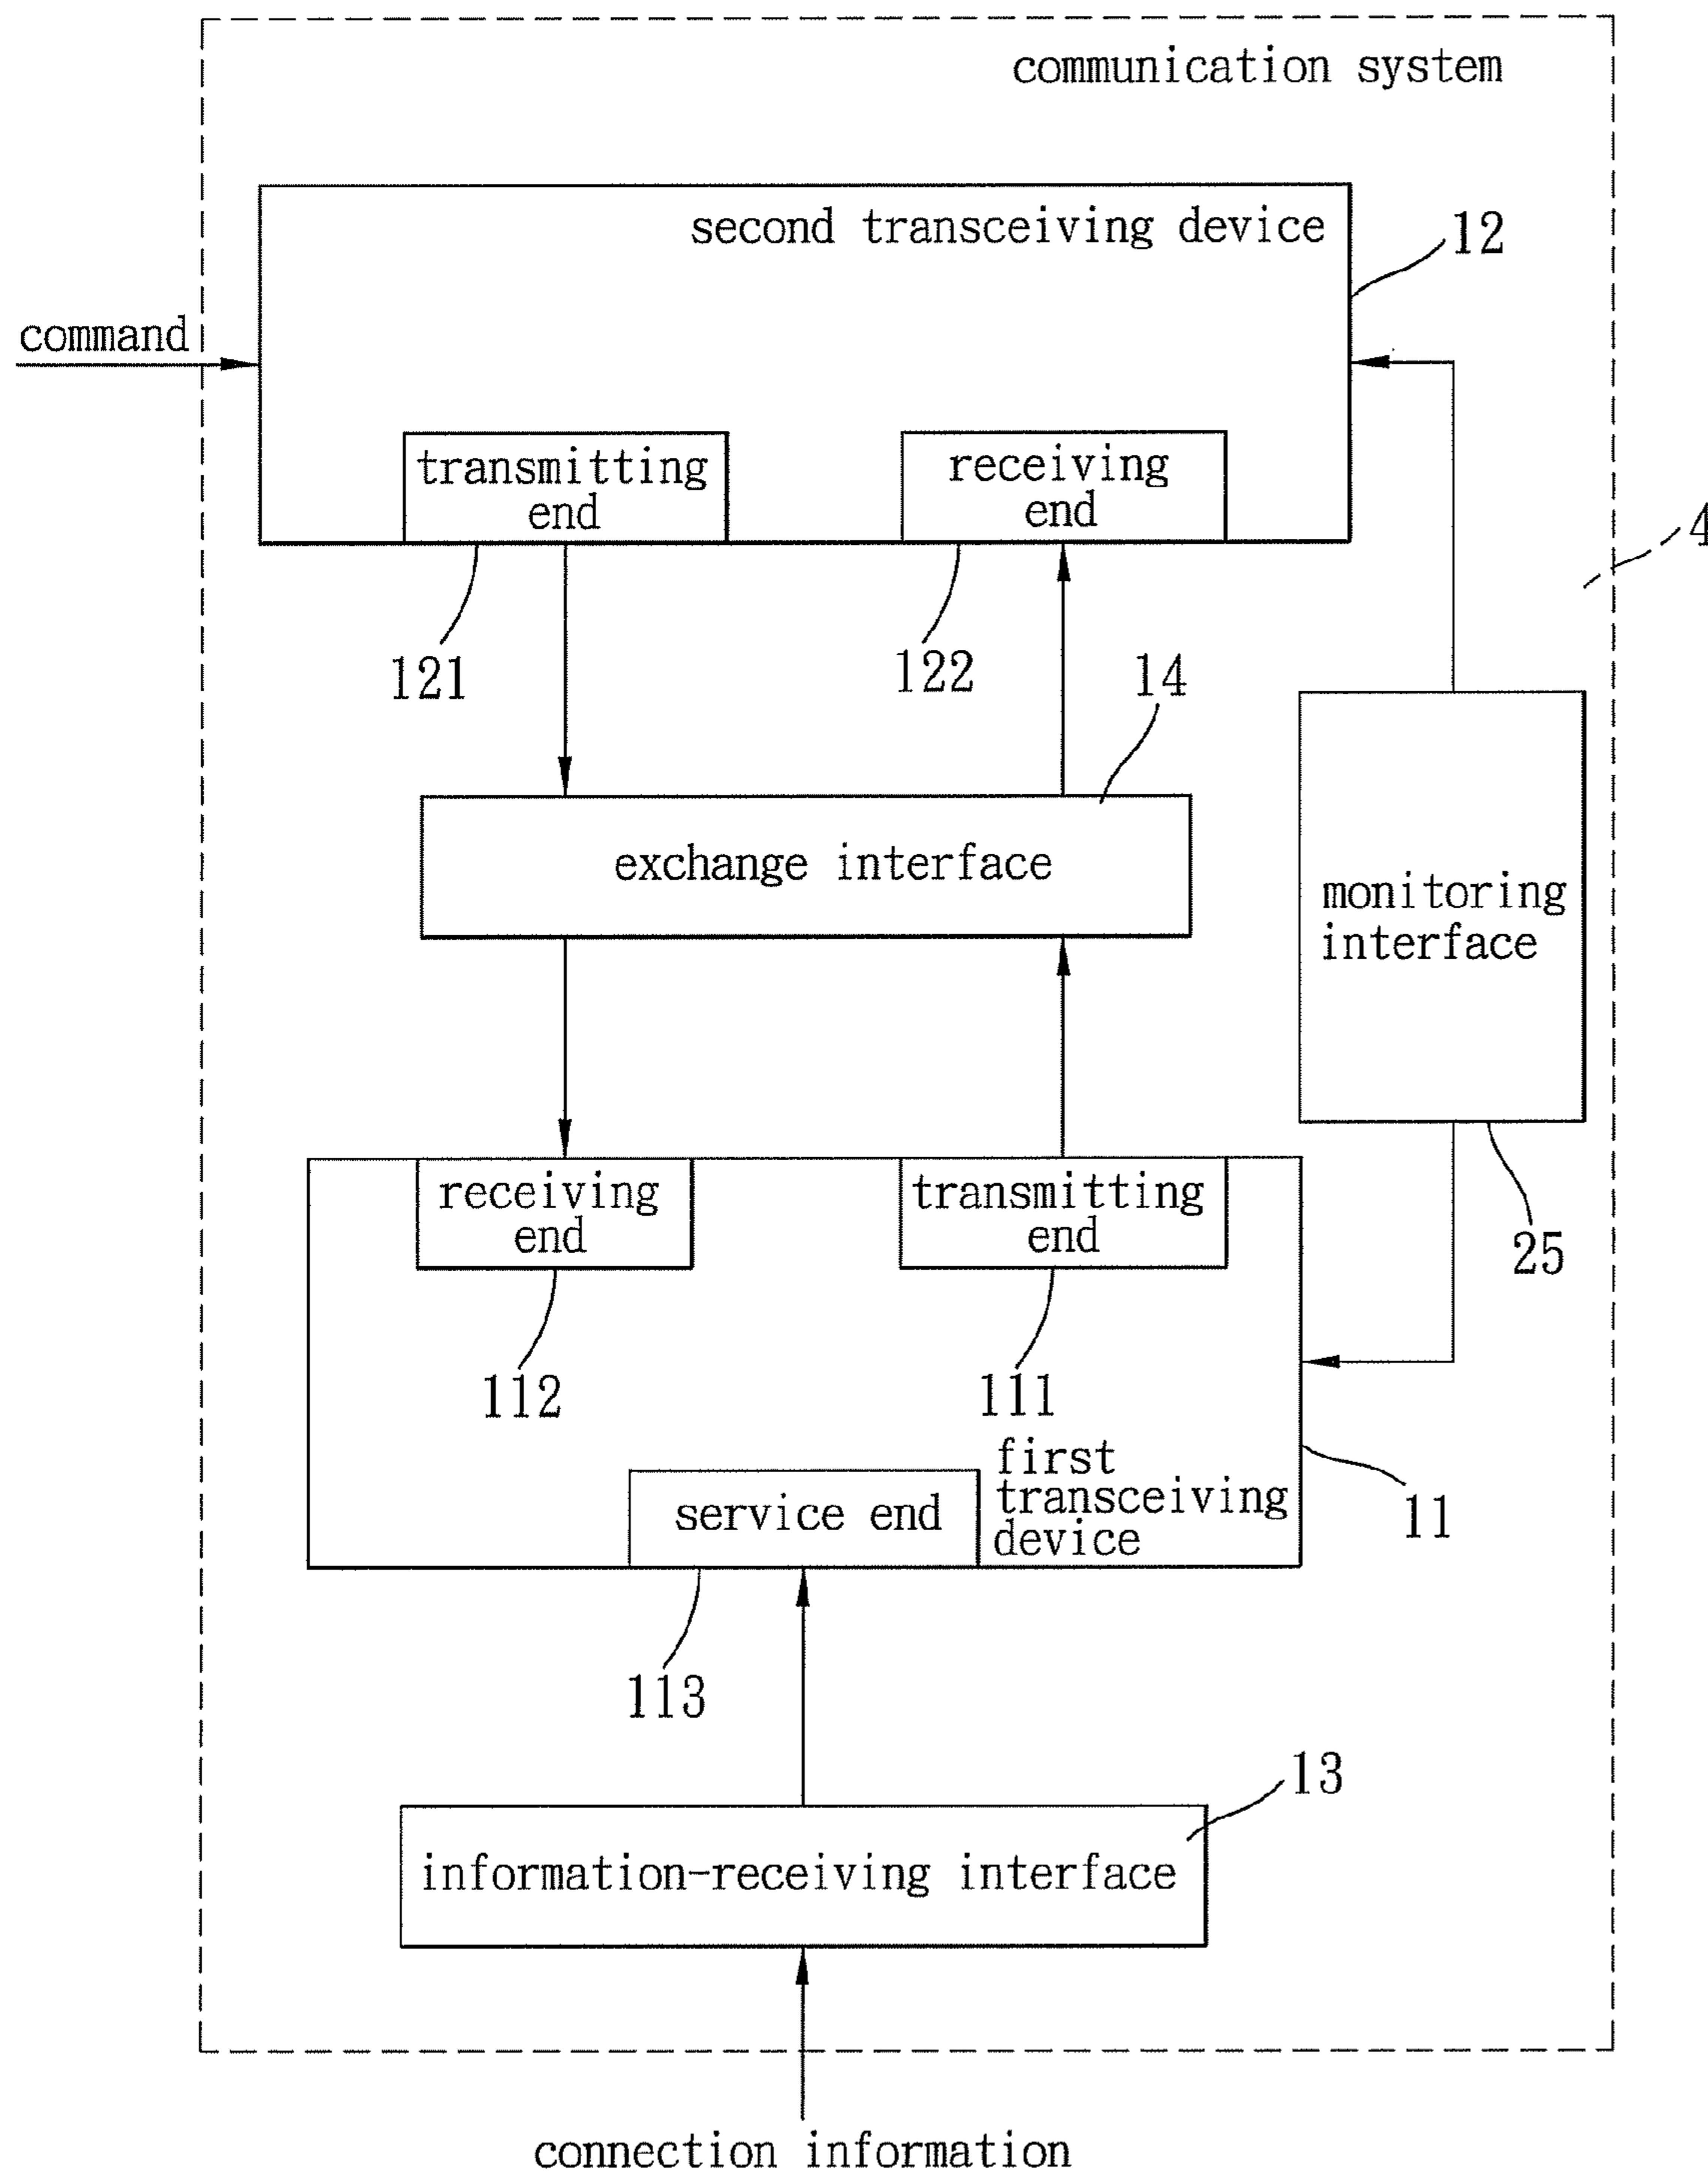 communication system
second transceiving device
12
command
transmitting
end
receiving
end
4
121
122
14
exchange interface
monitoring
interface
receiving
end
transmitting
end
25
112
111
first
transceiving
device
service end
11
113
13
information-receiving interface
connection information